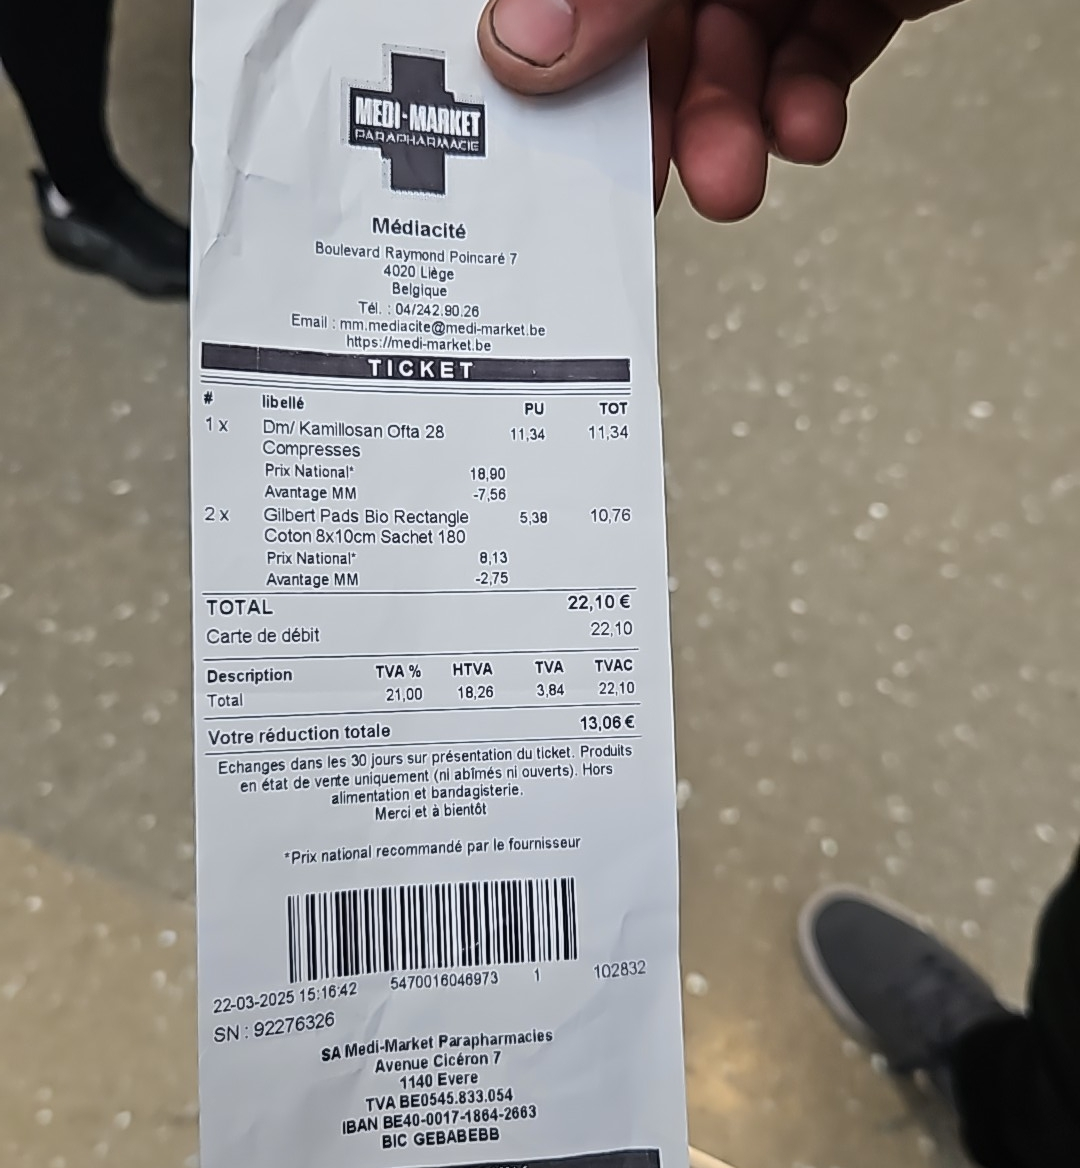 MEDI-MARKET
PARAPHARMACIE
Médiacité
Boulevard Raymond Poincaré 7
4020 Liège
Belgique
Tél. : 04/242.90.26
Email : mm.mediacite@medi-market.be
https://medi-market.be
TICKET
# libellé PU TOT
1 x Dm/ Kamillosan Ofta 28 11,34 11,34
Compresses
Prix National* 18,90
Avantage MM -7,56
2 x Gilbert Pads Bio Rectangle 5,38 10,76
Coton 8x10cm Sachet 180
Prix National* 8,13
Avantage MM -2,75
TOTAL 22,10 €
Carte de débit 22,10
Description TVA % HTVA TVA TVAC
Total 21,00 18,26 3,84 22,10
Votre réduction totale 13,06 €
Echanges dans les 30 jours sur présentation du ticket. Produits
en état de vente uniquement (ni abîmés ni ouverts). Hors
alimentation et bandagisterie.
Merci et à bientôt
*Prix national recommandé par le fournisseur
22-03-2025 15:16:42 5470016046973 1 102832
SN : 92276326
SA Medi-Market Parapharmacies
Avenue Cicéron 7
1140 Evere
TVA BE0545.833.054
IBAN BE40-0017-1864-2663
BIC GEBABEBB